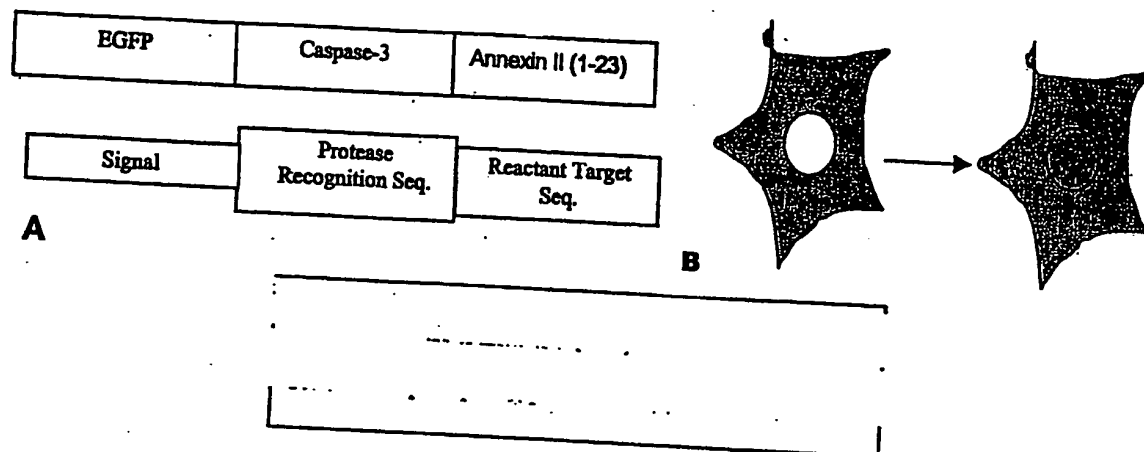 EGFP Caspase-3 Annexin II (1-23)
Signal Protease Recognition Seq. Reactant Target Seq.
A
B